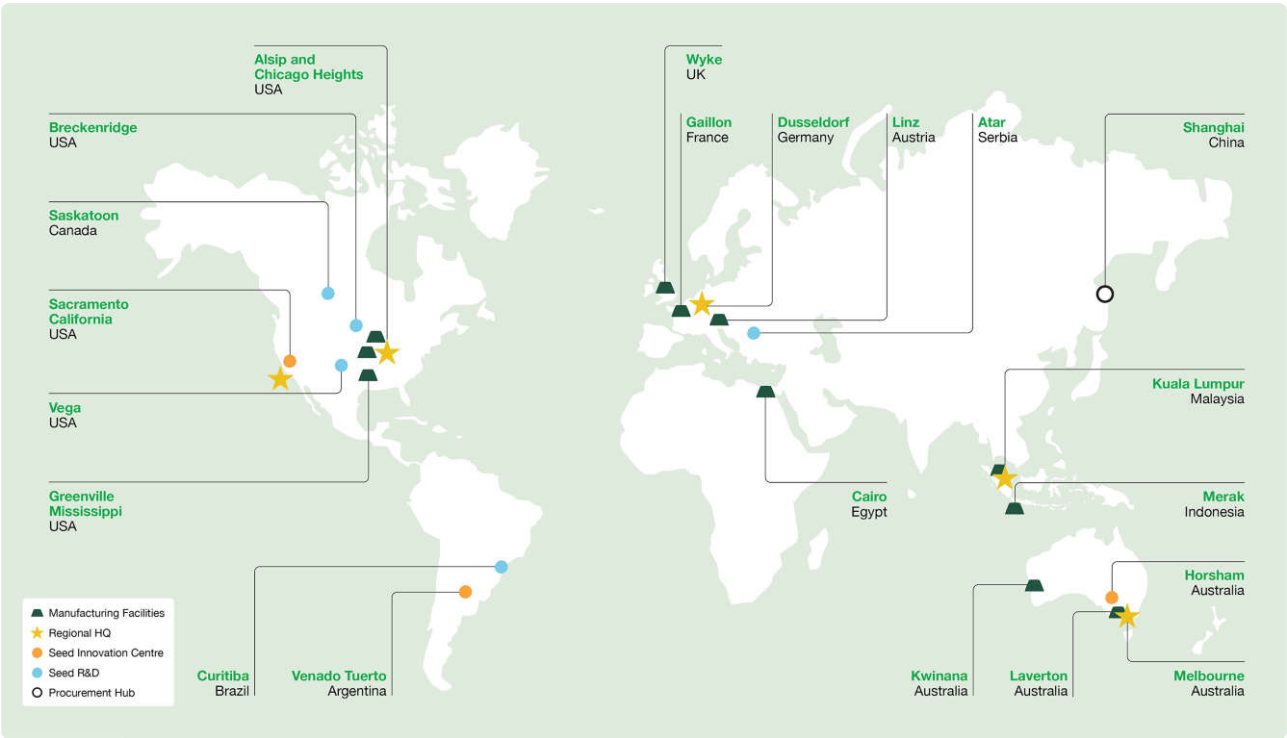 Alsip and
Chicago Heights
USA
Wyke
UK
Breckenridge
USA
Gaillon
France
Dusseldorf
Germany
Linz
Austria
Atar
Serbia
Shanghai
China
Saskatoon
Canada
Sacramento
California
USA
Kuala Lumpur
Malaysia
Vega
USA
Greenville
Mississippi
USA
Cairo
Egypt
Merak
Indonesia
Horsham
Australia
Manufacturing Facilities
Regional HQ
Seed Innovation Centre
Seed R&D
Procurement Hub
Curitiba
Brazil
Venado Tuerto
Argentina
Kwinana
Australia
Laverton
Australia
Melbourne
Australia